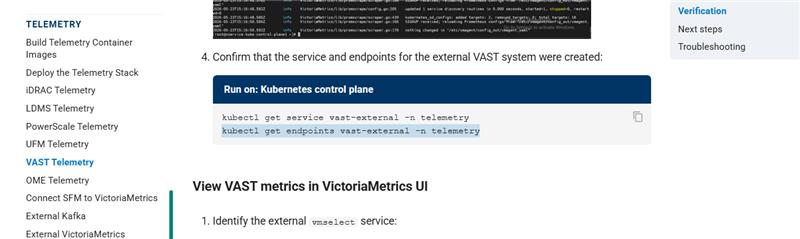 TELEMETRY
Build Telemetry Container
Images
Deploy the Telemetry Stack
iDRAC Telemetry
LDMS Telemetry
PowerScale Telemetry
UFM Telemetry
VAST Telemetry
OME Telemetry
Connect SFM to VictoriaMetrics
External Kafka
External VictoriaMetrics
4. Confirm that the service and endpoints for the external VAST system were created:
Run on: Kubernetes control plane
kubectl get service vast-external -n telemetry
kubectl get endpoints vast-external -n telemetry
View VAST metrics in VictoriaMetrics UI
1. Identify the external vmselect service:
Verification
Next steps
Troubleshooting